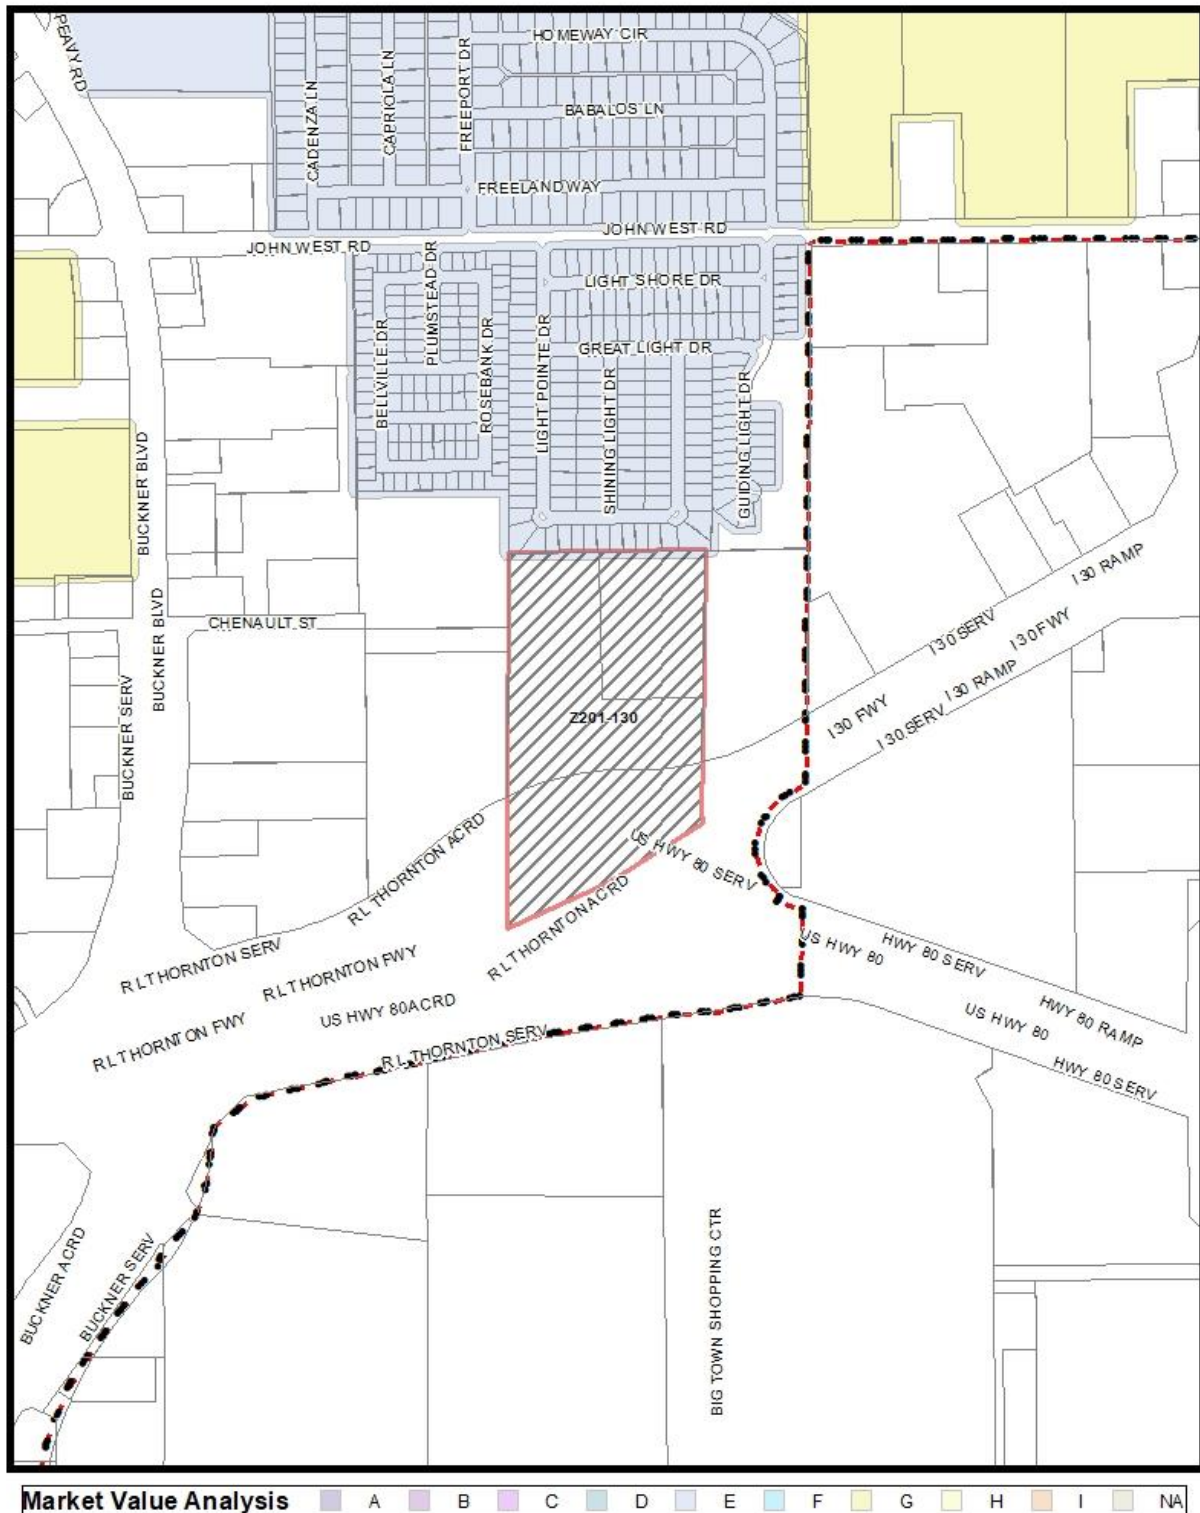 PEAVY RD
HOMEWAY CIR
CADENZA LN
CAPRIOLA LN
FREEPORT DR
BABALOS LN
FREELAND WAY
JOHN WEST RD
JOHN WEST RD
PLUMSTEAD DR
LIGHT SHORE DR
BELLVILLE DR
ROSEBANK DR
LIGHT POINTE DR
GREAT LIGHT DR
SHINING LIGHT DR
GUIDING LIGHT DR
BUCKNER BLVD
BUCKNER BLVD
CHENAULT ST
BUCKNER SERV
I 30 RAMP
I 30 SERV
I 30 FWY
I 30 RAMP
I 30 FWY
I 30 SERV
Z201-130
R L THORNTON ACRD
US HWY 80 SERV
R L THORNTON ACRD
R L THORNTON SERV
R L THORNTON FWY
US HWY 80 ACRD
R L THORNTON FWY
R L THORNTON SERV
US HWY 80
HWY 80 SERV
HWY 80 RAMP
US HWY 80
HWY 80 SERV
BUCKNER ACRD
BUCKNER SERV
BIG TOWN SHOPPING CTR
Market Value Analysis A B C D E F G H I NA